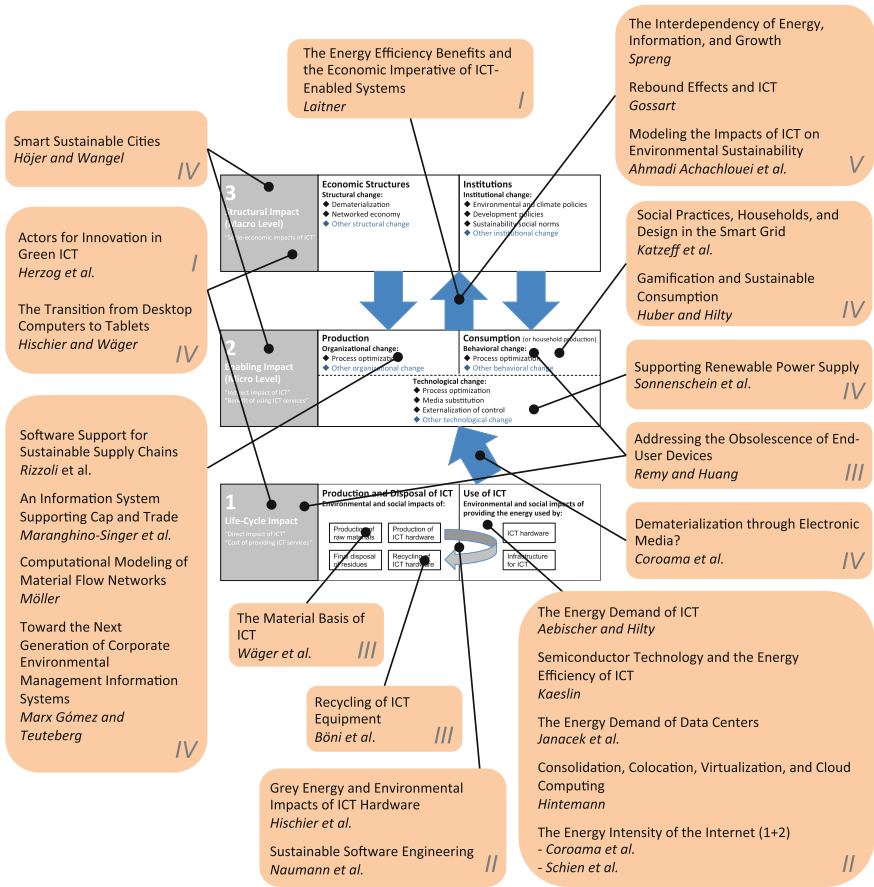 The Energy Efficiency Benefits and
the Economic Imperative of ICT-
Enabled Systems
Laitner
I
The Interdependency of Energy,
Information, and Growth
Spreng
Rebound Effects and ICT
Gossart
Modeling the Impacts of ICT on
Environmental Sustainability
Ahmadi Achachlouei et al.
V
Smart Sustainable Cities
Höjer and Wangel
IV
Actors for Innovation in
Green ICT
Herzog et al.
I
The Transition from Desktop
Computers to Tablets
Hischier and Wäger
IV
Software Support for
Sustainable Supply Chains
Rizzoli et al.
An Information System
Supporting Cap and Trade
Maranghino-Singer et al.
Computational Modeling of
Material Flow Networks
Möller
Toward the Next
Generation of Corporate
Environmental
Management Information
Systems
Marx Gómez and
Teuteberg
IV
3
Structural Impact
(Macro Level)
"Socio-economic impacts of ICT"
Economic Structures
Structural change:
◆ Dematerialization
◆ Networked economy
◆ Other structural change
Institutions
Institutional change:
◆ Environmental and climate policies
◆ Development policies
◆ Sustainability social norms
◆ Other institutional change
2
Enabling Impact
(Micro Level)
"Indirect impact of ICT"
"Benefit of using ICT services"
Production
Organizational change:
◆ Process optimization
◆ Other organizational change
Consumption (or household production)
Behavioral change:
◆ Process optimization
◆ Other behavioral change
Technological change:
◆ Process optimization
◆ Media substitution
◆ Externalization of control
◆ Other technological change
1
Life-Cycle Impact
"Direct impact of ICT"
"Cost of providing ICT services"
Production and Disposal of ICT
Environmental and social impacts of:
Production of
raw materials
Production of
ICT hardware
Final disposal
of residues
Recycling of
ICT hardware
Use of ICT
Environmental and social impacts of
providing the energy used by:
ICT hardware
Infrastructure
for ICT
Social Practices, Households, and
Design in the Smart Grid
Katzeff et al.
Gamification and Sustainable
Consumption
Huber and Hilty
IV
Supporting Renewable Power Supply
Sonnenschein et al.
IV
Addressing the Obsolescence of End-
User Devices
Remy and Huang
III
Dematerialization through Electronic
Media?
Coroama et al.
IV
The Material Basis of
ICT
Wäger et al.
III
Recycling of ICT
Equipment
Böni et al.
III
Grey Energy and Environmental
Impacts of ICT Hardware
Hischier et al.
Sustainable Software Engineering
Naumann et al.
II
The Energy Demand of ICT
Aebischer and Hilty
Semiconductor Technology and the Energy
Efficiency of ICT
Kaeslin
The Energy Demand of Data Centers
Janacek et al.
Consolidation, Colocation, Virtualization, and Cloud
Computing
Hintemann
The Energy Intensity of the Internet (1+2)
- Coroama et al.
- Schien et al.
II